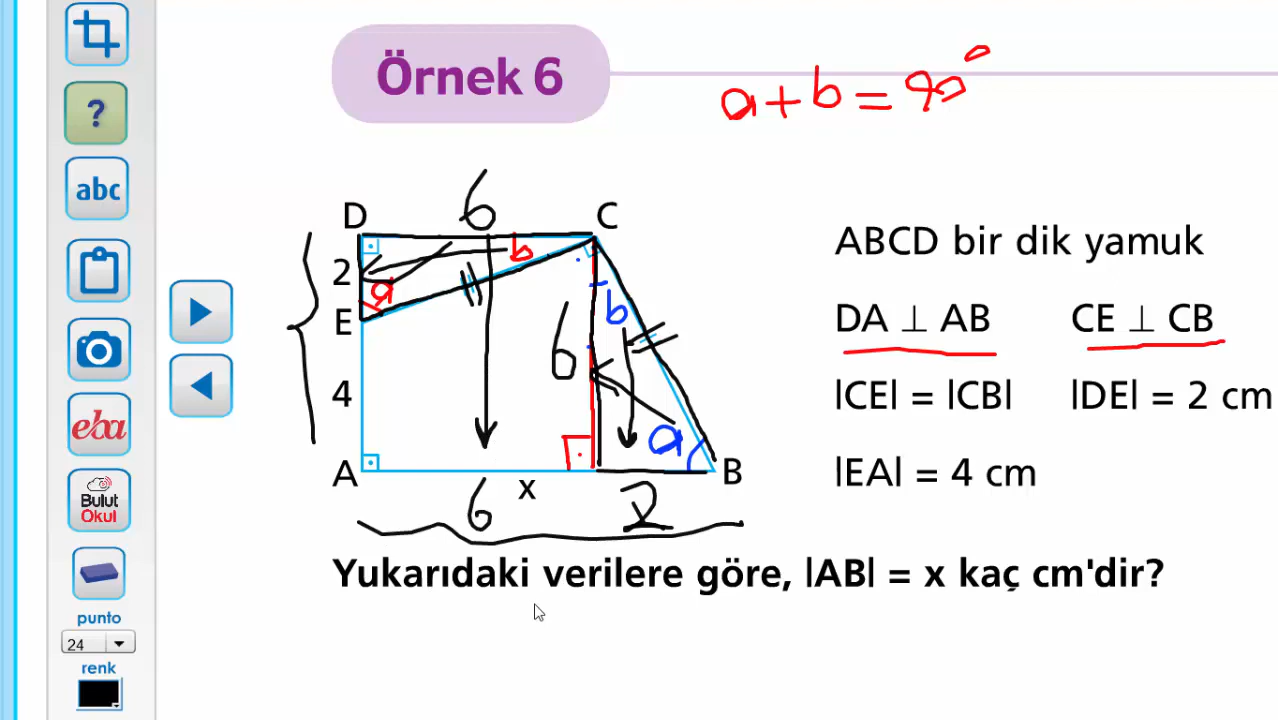 Örnek 6
a+b=90°
D
6
C
b
2
a
E
b
6
4
a
A
B
x
6
2
ABCD bir dik yamuk
DA ⊥ AB CE ⊥ CB
|CE| = |CB| |DE| = 2 cm
|EA| = 4 cm
Yukarıdaki verilere göre, |AB| = x kaç cm'dir?
?
abc
eba
Bulut
Okul
punto
24
renk